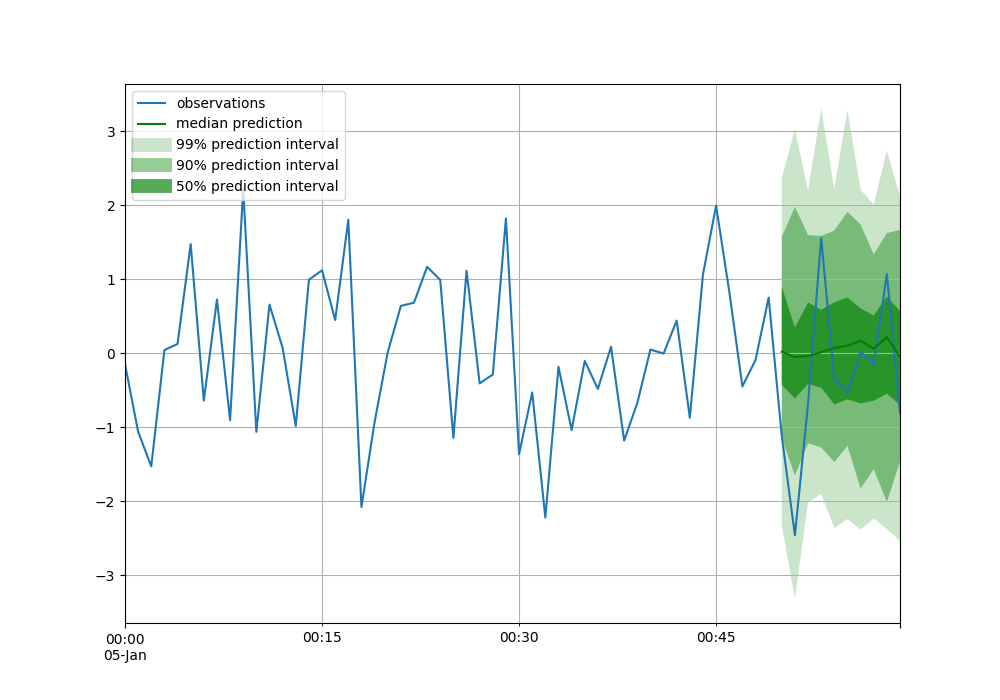 observations
median prediction
99% prediction interval
90% prediction interval
50% prediction interval
3
2
1
0
−1
−2
−3
00:00
05-Jan
00:15
00:30
00:45